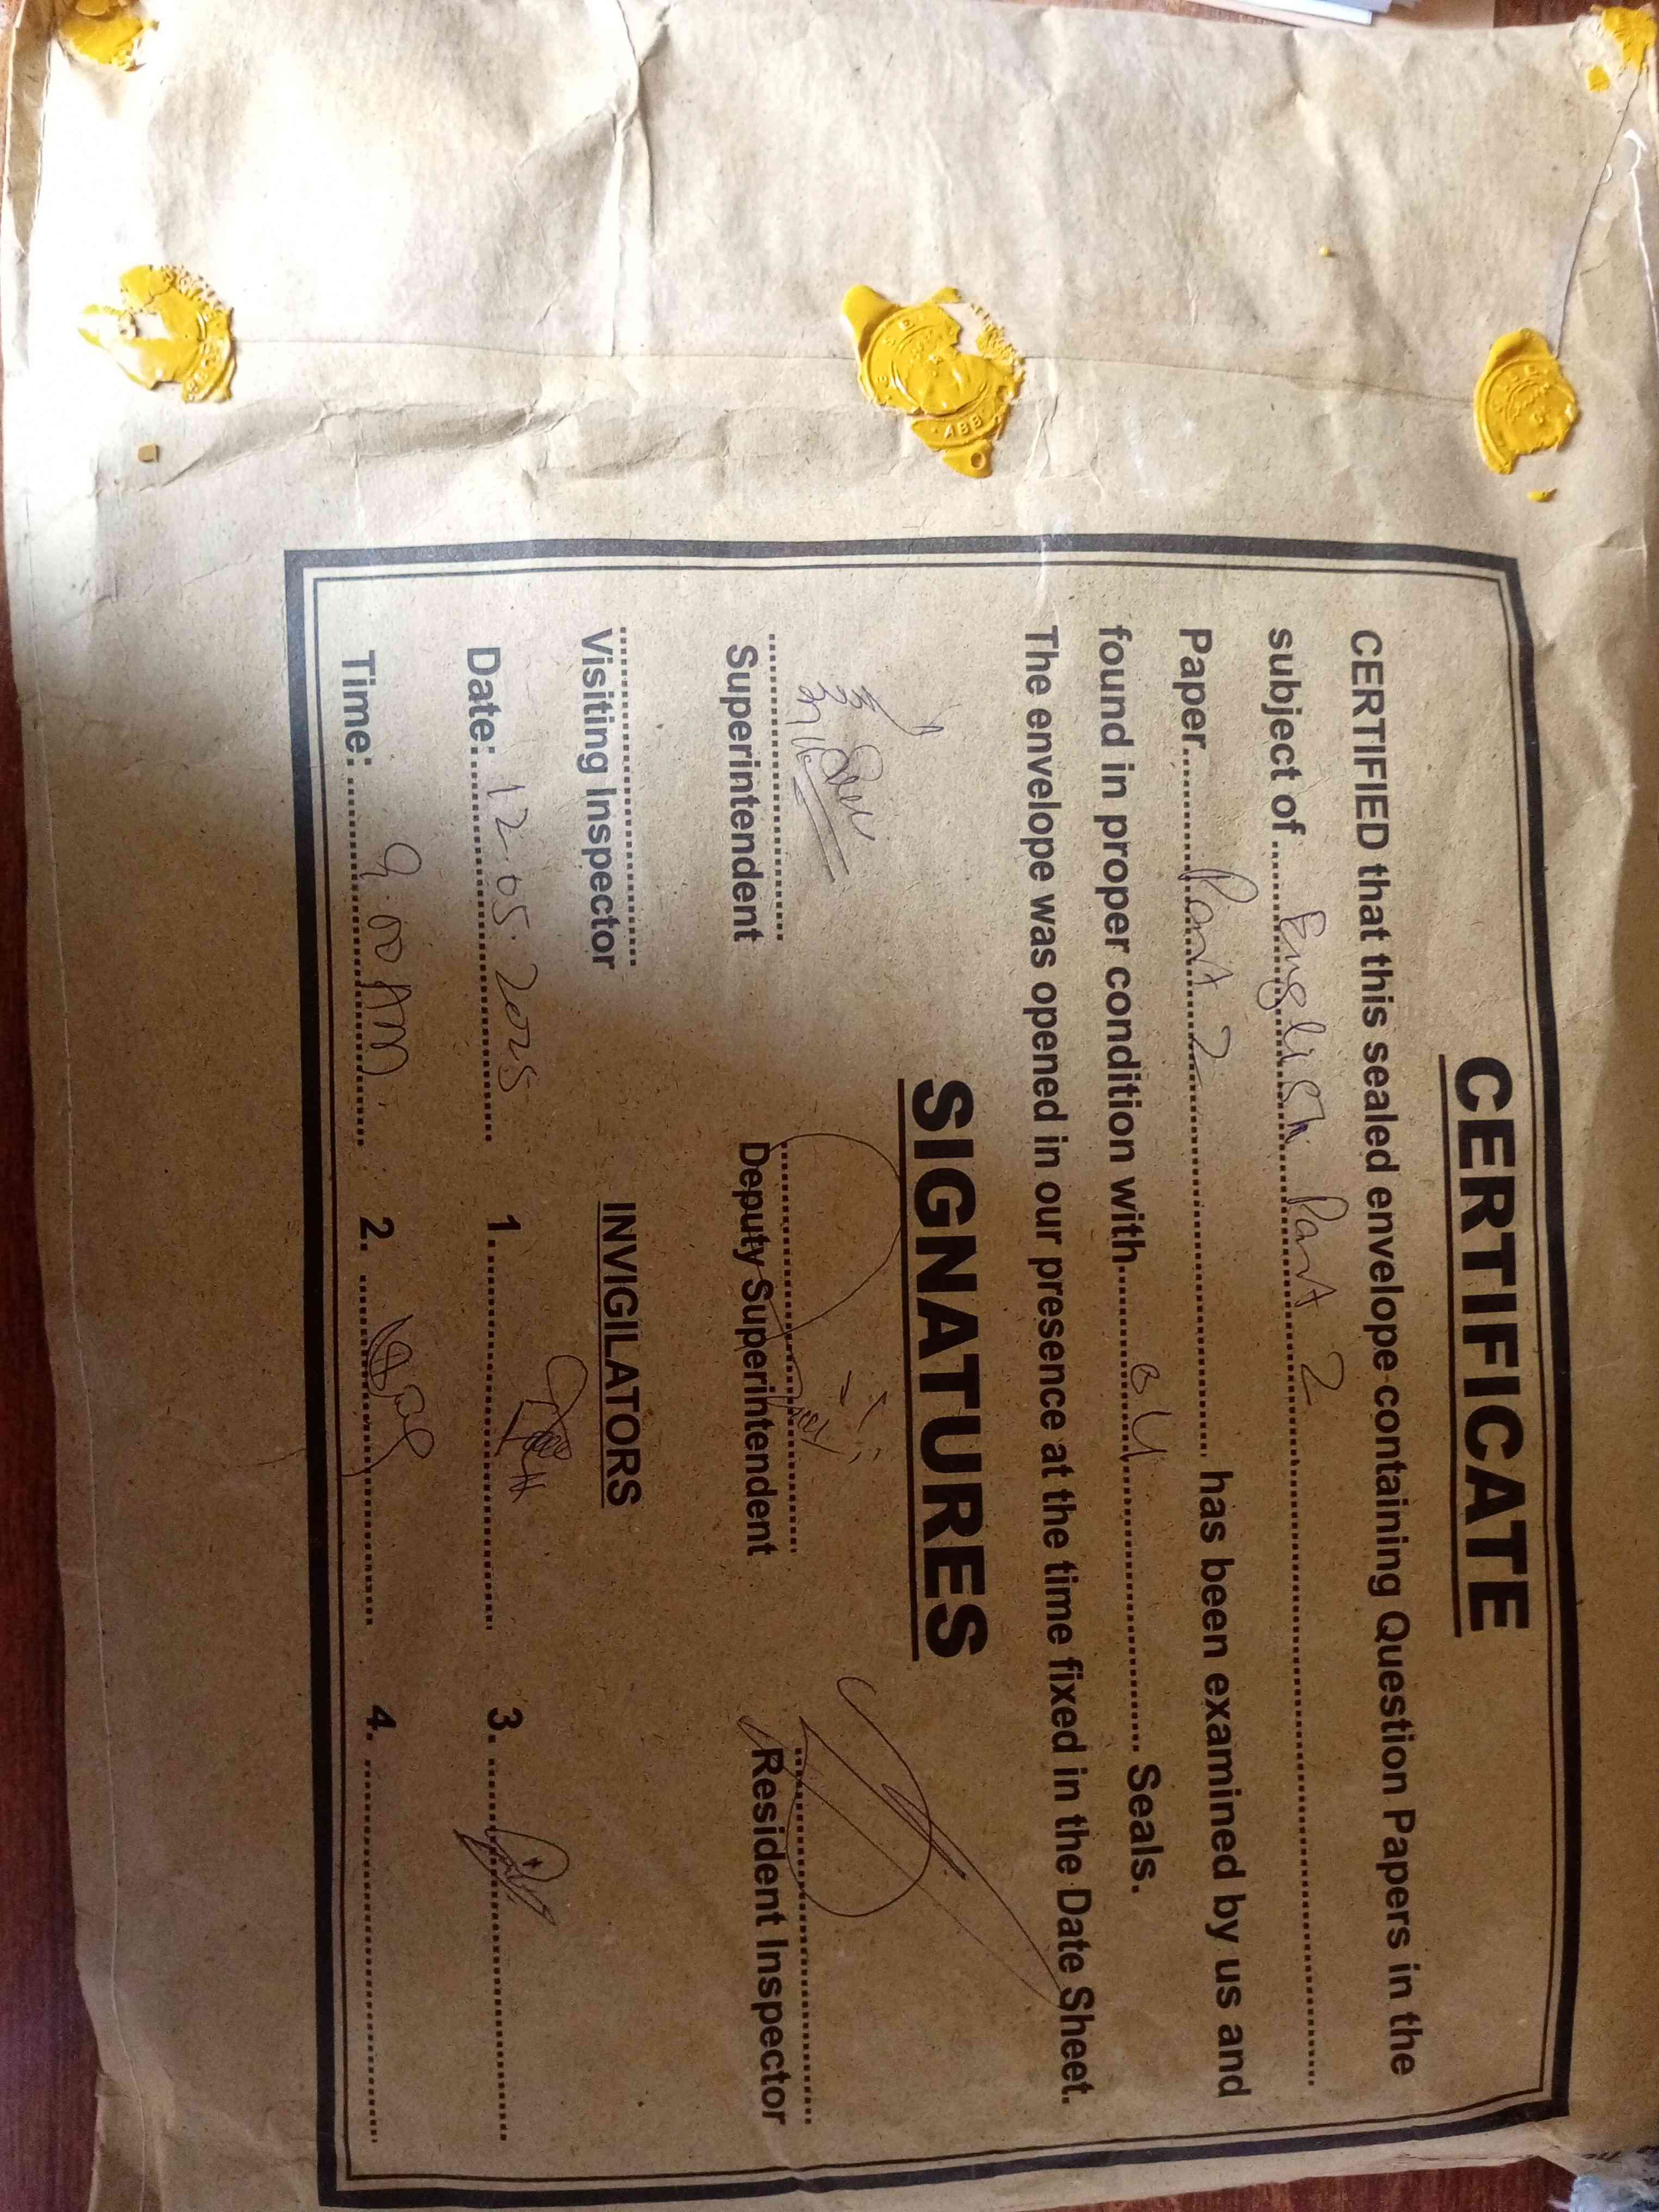 CERTIFICATE
CERTIFIED that this sealed envelope containing Question Papers in the
subject of ........ English Part 2 ........
Paper........ Part 2 ........ has been examined by us and
found in proper condition with........ 04 ........ Seals.
The envelope was opened in our presence at the time fixed in the Date Sheet.
SIGNATURES
Superintendent Deputy Superintendent Resident Inspector
Visiting Inspector
INVIGILATORS
Date: 12.05.2025 1. 3.
Time: 9.00 AM. 2. 4.
ABB